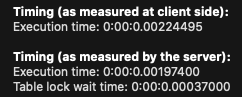 Timing (as measured at client side):
Execution time: 0:00:0.00224495
Timing (as measured by the server):
Execution time: 0:00:0.00197400
Table lock wait time: 0:00:0.00037000